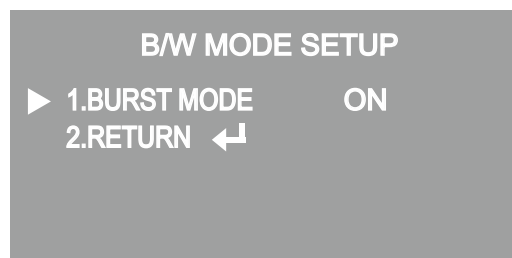 B/W MODE SETUP
▶ 1.BURST MODE ON
2.RETURN ↵